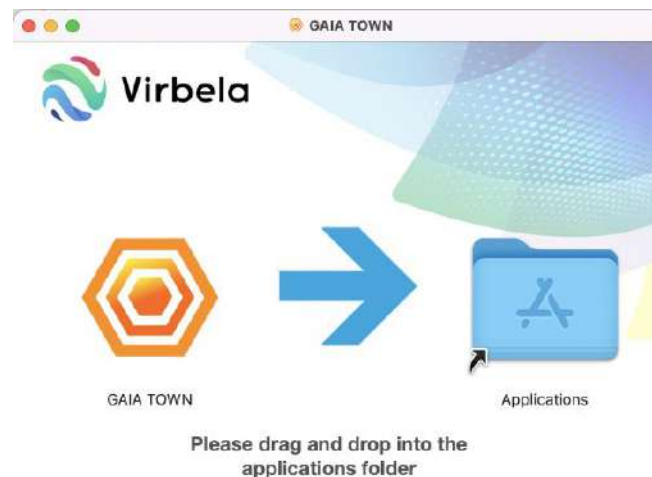 GAIA TOWN
Virbela
GAIA TOWN
Applications
Please drag and drop into the
applications folder